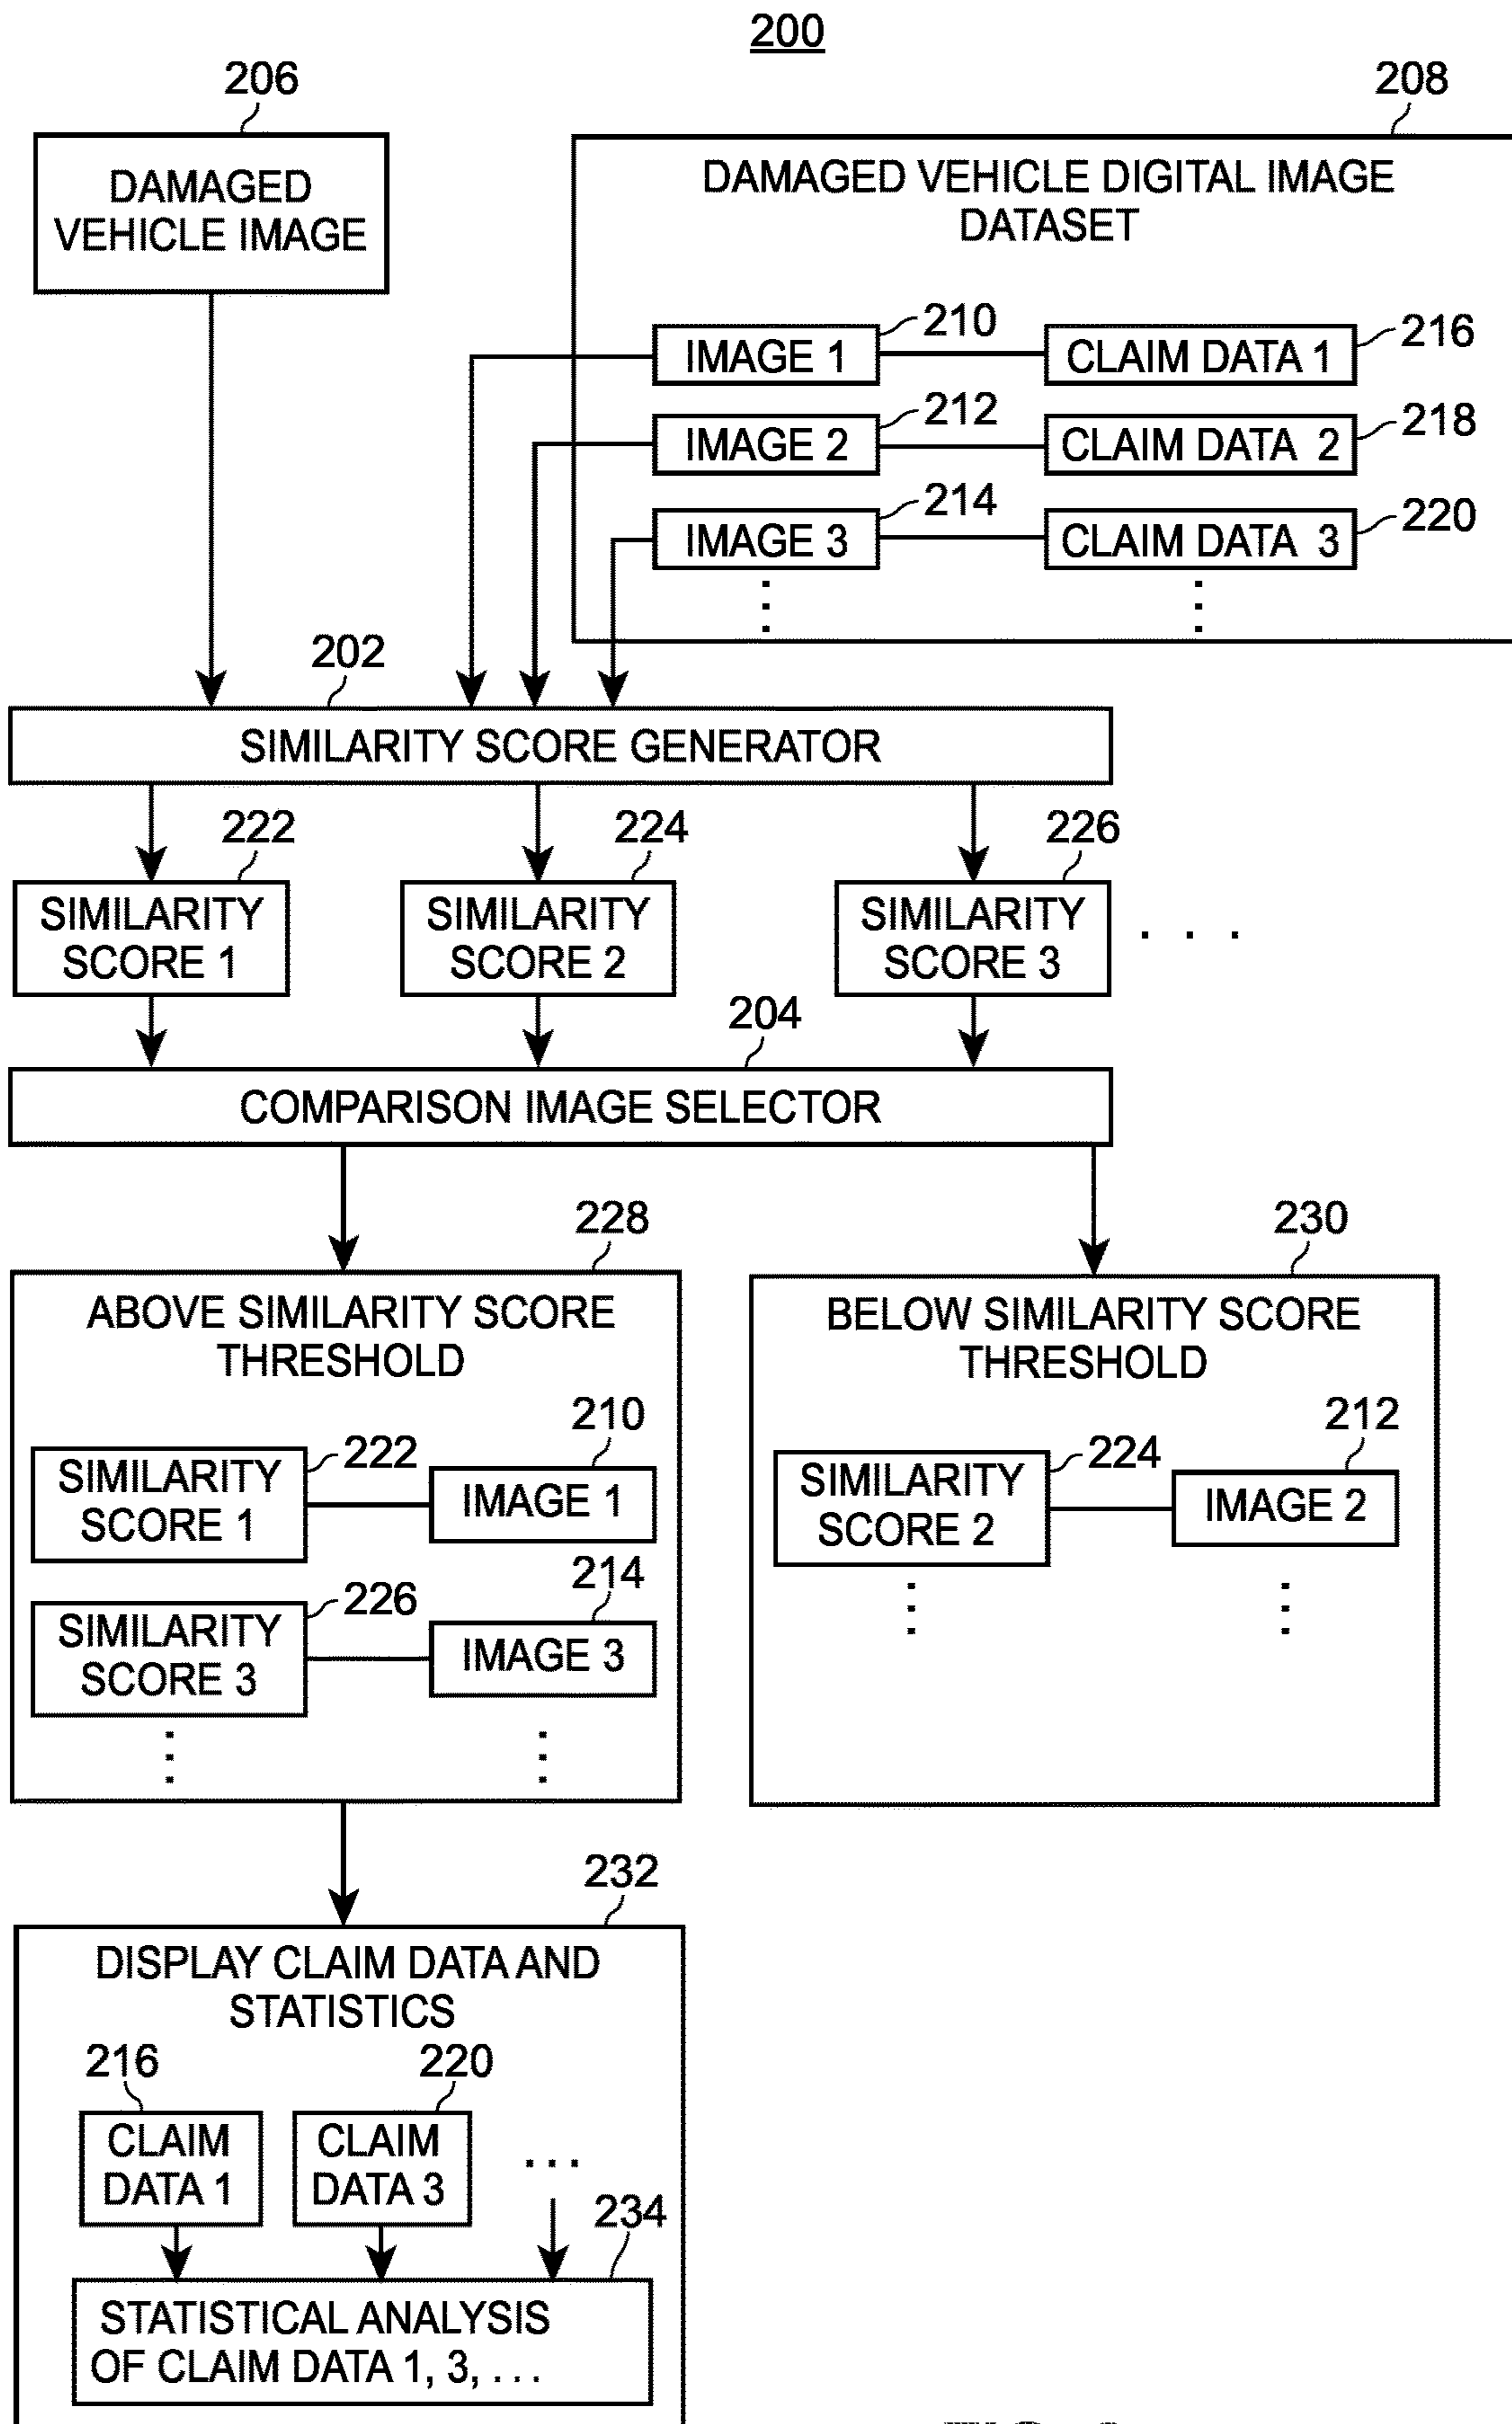 200
206
208
DAMAGED
VEHICLE IMAGE
DAMAGED VEHICLE DIGITAL IMAGE
DATASET
210
216
IMAGE 1
CLAIM DATA 1
212
218
IMAGE 2
CLAIM DATA 2
214
220
IMAGE 3
CLAIM DATA 3
202
SIMILARITY SCORE GENERATOR
222
224
226
SIMILARITY
SCORE 1
SIMILARITY
SCORE 2
SIMILARITY
SCORE 3
. . .
204
COMPARISON IMAGE SELECTOR
228
230
ABOVE SIMILARITY SCORE
THRESHOLD
210
SIMILARITY
SCORE 1
222
IMAGE 1
214
SIMILARITY
SCORE 3
226
IMAGE 3
BELOW SIMILARITY SCORE
THRESHOLD
212
SIMILARITY
SCORE 2
224
IMAGE 2
232
DISPLAY CLAIM DATA AND
STATISTICS
216
220
CLAIM
DATA 1
CLAIM
DATA 3
...
234
STATISTICAL ANALYSIS
OF CLAIM DATA 1, 3, . . .